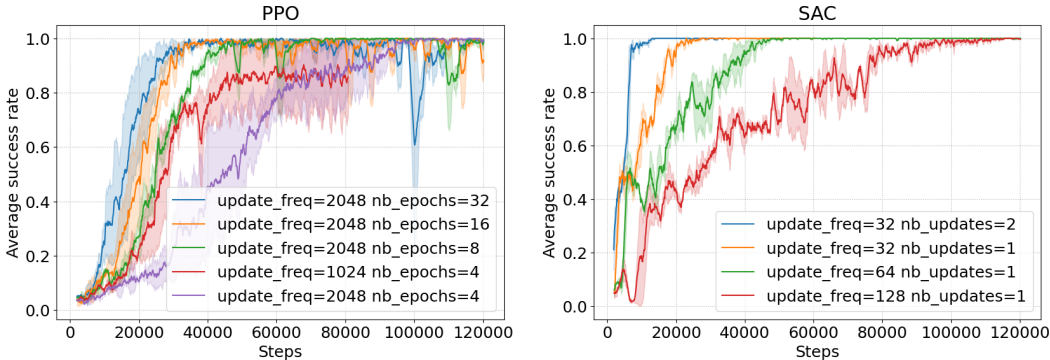 PPO
1.0
0.8
0.6
0.4
0.2
0.0
Average success rate
update_freq=2048 nb_epochs=32
update_freq=2048 nb_epochs=16
update_freq=2048 nb_epochs=8
update_freq=1024 nb_epochs=4
update_freq=2048 nb_epochs=4
0 20000 40000 60000 80000 100000 120000
Steps
SAC
1.0
0.8
0.6
0.4
0.2
0.0
Average success rate
update_freq=32 nb_updates=2
update_freq=32 nb_updates=1
update_freq=64 nb_updates=1
update_freq=128 nb_updates=1
0 20000 40000 60000 80000 100000 120000
Steps